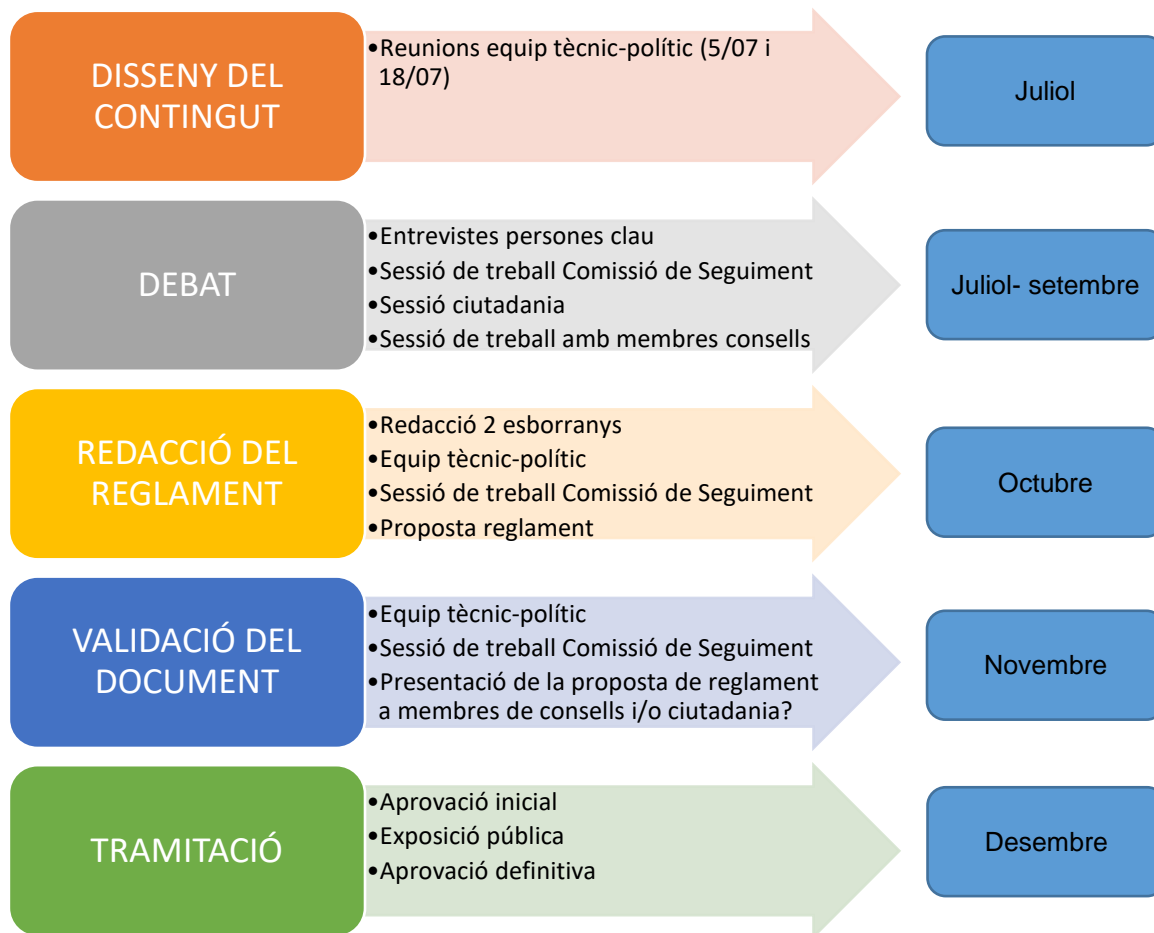 DISSENY DEL
CONTINGUT
•Reunions equip tècnic-polític (5/07 i
18/07)
Juliol
DEBAT
•Entrevistes persones clau
•Sessió de treball Comissió de Seguiment
•Sessió ciutadania
•Sessió de treball amb membres consells
Juliol- setembre
REDACCIÓ DEL
REGLAMENT
•Redacció 2 esborranys
•Equip tècnic-polític
•Sessió de treball Comissió de Seguiment
•Proposta reglament
Octubre
VALIDACIÓ DEL
DOCUMENT
•Equip tècnic-polític
•Sessió de treball Comissió de Seguiment
•Presentació de la proposta de reglament
a membres de consells i/o ciutadania?
Novembre
TRAMITACIÓ
•Aprovació inicial
•Exposició pública
•Aprovació definitiva
Desembre